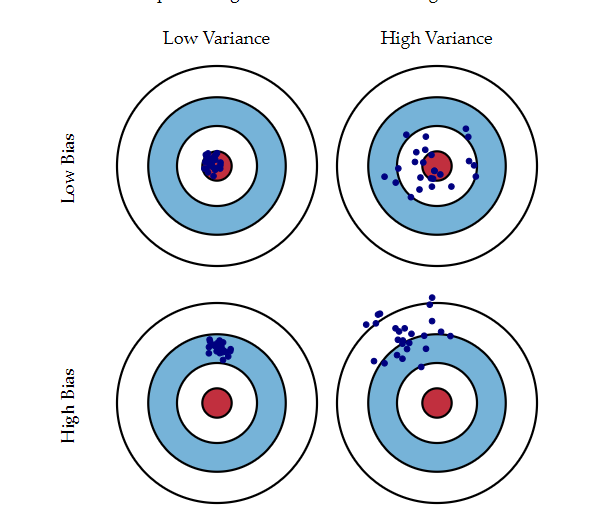 Low Variance
High Variance
Low Bias
High Bias